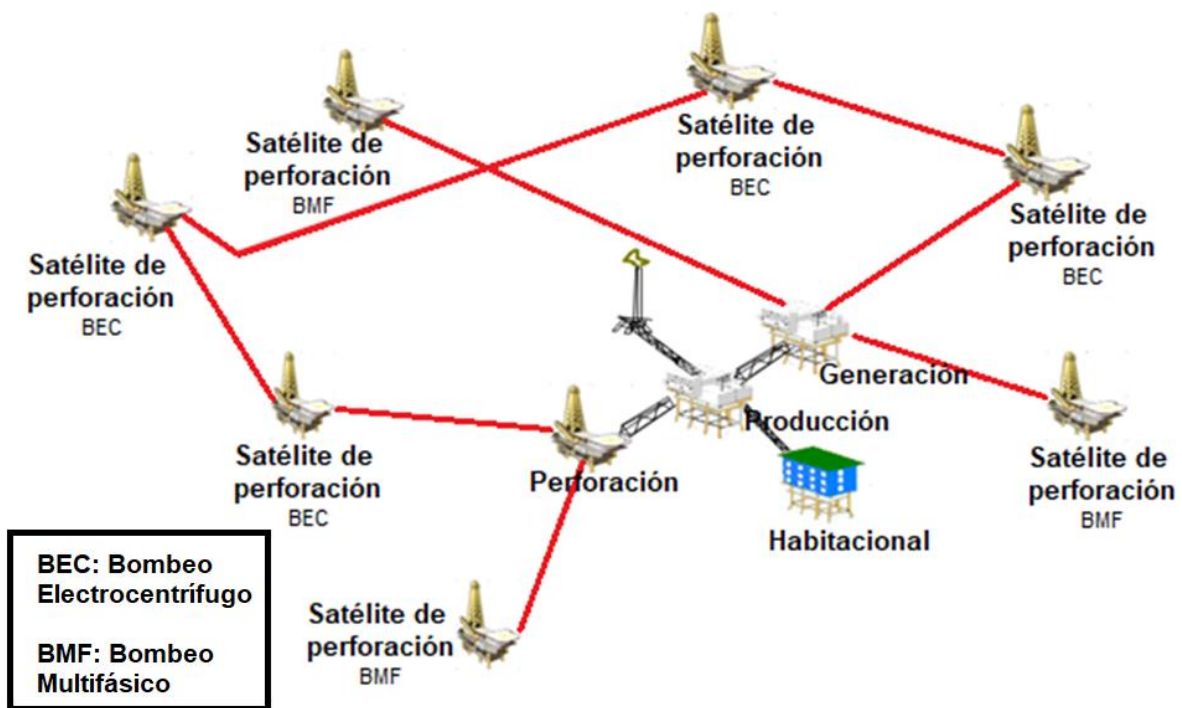 Satélite de
perforación
BMF
Satélite de
perforación
BEC
Satélite de
perforación
BEC
Satélite de
perforación
BEC
Generación
Producción
Satélite de
perforación
BEC
Perforación
Satélite de
perforación
BMF
Habitacional
Satélite de
perforación
BMF
BEC: Bombeo
Electrocentrífugo
BMF: Bombeo
Multifásico